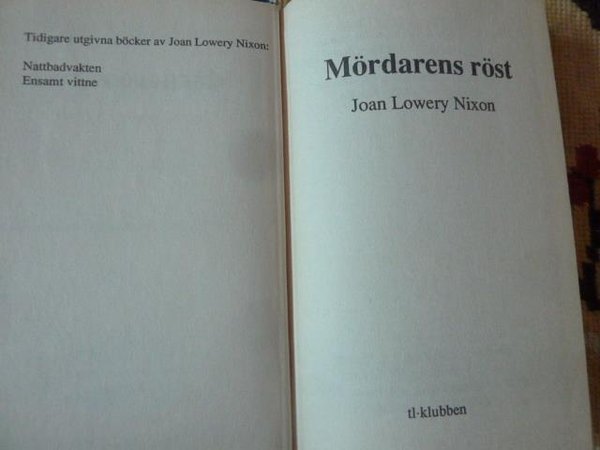 Tidigare utgivna böcker av Joan Lowery Nixon:
Nattbadvakten
Ensamt vittne
Mördarens röst
Joan Lowery Nixon
tl-klubben